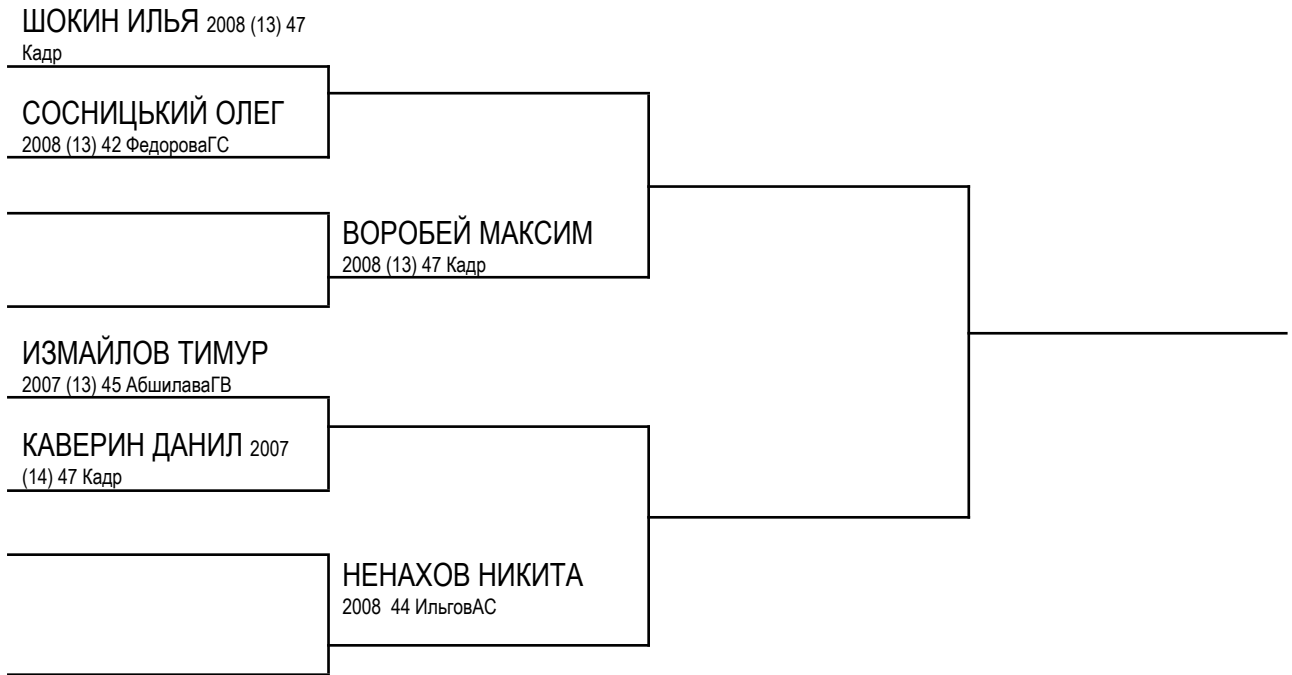 ШОКИН ИЛЬЯ 2008 (13) 47
Кадр
СОСНИЦЬКИЙ ОЛЕГ
2008 (13) 42 ФедороваГС
ВОРОБЕЙ МАКСИМ
2008 (13) 47 Кадр
ИЗМАЙЛОВ ТИМУР
2007 (13) 45 АбшилаваГВ
КАВЕРИН ДАНИЛ 2007
(14) 47 Кадр
НЕНАХОВ НИКИТА
2008 44 ИльговАС